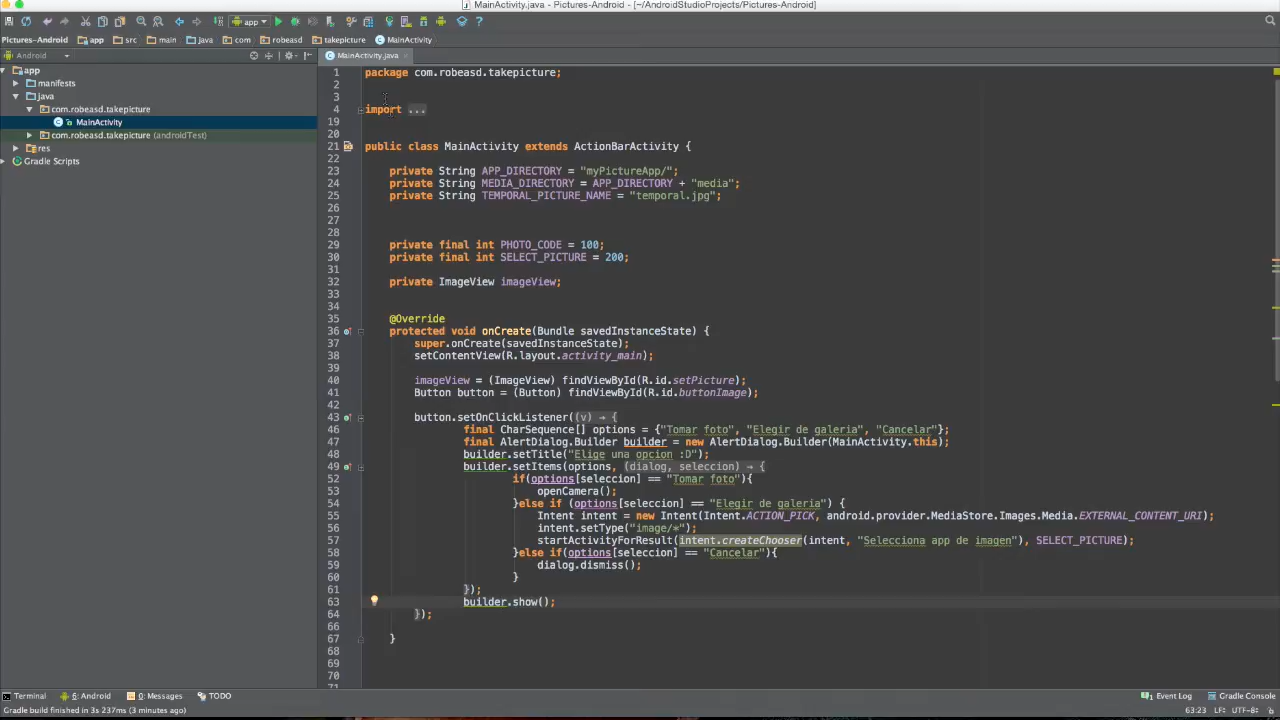 MainActivity.java - Pictures-Android - [~/AndroidStudioProjects/Pictures-Android]
app
Pictures-Android app src main java com robeasd takepicture MainActivity
Android
MainActivity.java
app
manifests
java
com.robeasd.takepicture
MainActivity
com.robeasd.takepicture (androidTest)
res
Gradle Scripts
1 package com.robeasd.takepicture;
2
3
4 import ...
19
20
21 public class MainActivity extends ActionBarActivity {
22
23 private String APP_DIRECTORY = "myPictureApp/";
24 private String MEDIA_DIRECTORY = APP_DIRECTORY + "media";
25 private String TEMPORAL_PICTURE_NAME = "temporal.jpg";
26
27
28
29 private final int PHOTO_CODE = 100;
30 private final int SELECT_PICTURE = 200;
31
32 private ImageView imageView;
33
34
35 @Override
36 protected void onCreate(Bundle savedInstanceState) {
37 super.onCreate(savedInstanceState);
38 setContentView(R.layout.activity_main);
39
40 imageView = (ImageView) findViewById(R.id.setPicture);
41 Button button = (Button) findViewById(R.id.buttonImage);
42
43 button.setOnClickListener((v) → {
46 final CharSequence[] options = {"Tomar foto", "Elegir de galeria", "Cancelar"};
47 final AlertDialog.Builder builder = new AlertDialog.Builder(MainActivity.this);
48 builder.setTitle("Elige una opcion :D");
49 builder.setItems(options, (dialog, seleccion) → {
52 if(options[seleccion] == "Tomar foto"){
53 openCamera();
54 }else if (options[seleccion] == "Elegir de galeria") {
55 Intent intent = new Intent(Intent.ACTION_PICK, android.provider.MediaStore.Images.Media.EXTERNAL_CONTENT_URI);
56 intent.setType("image/*");
57 startActivityForResult(intent.createChooser(intent, "Selecciona app de imagen"), SELECT_PICTURE);
58 }else if(options[seleccion] == "Cancelar"){
59 dialog.dismiss();
60 }
61 });
63 builder.show();
64 });
66
67 }
68
69
70
71
Terminal 6: Android 0: Messages TODO Event Log Gradle Console
Gradle build finished in 3s 237ms (3 minutes ago) 63:23 LF÷ UTF-8÷